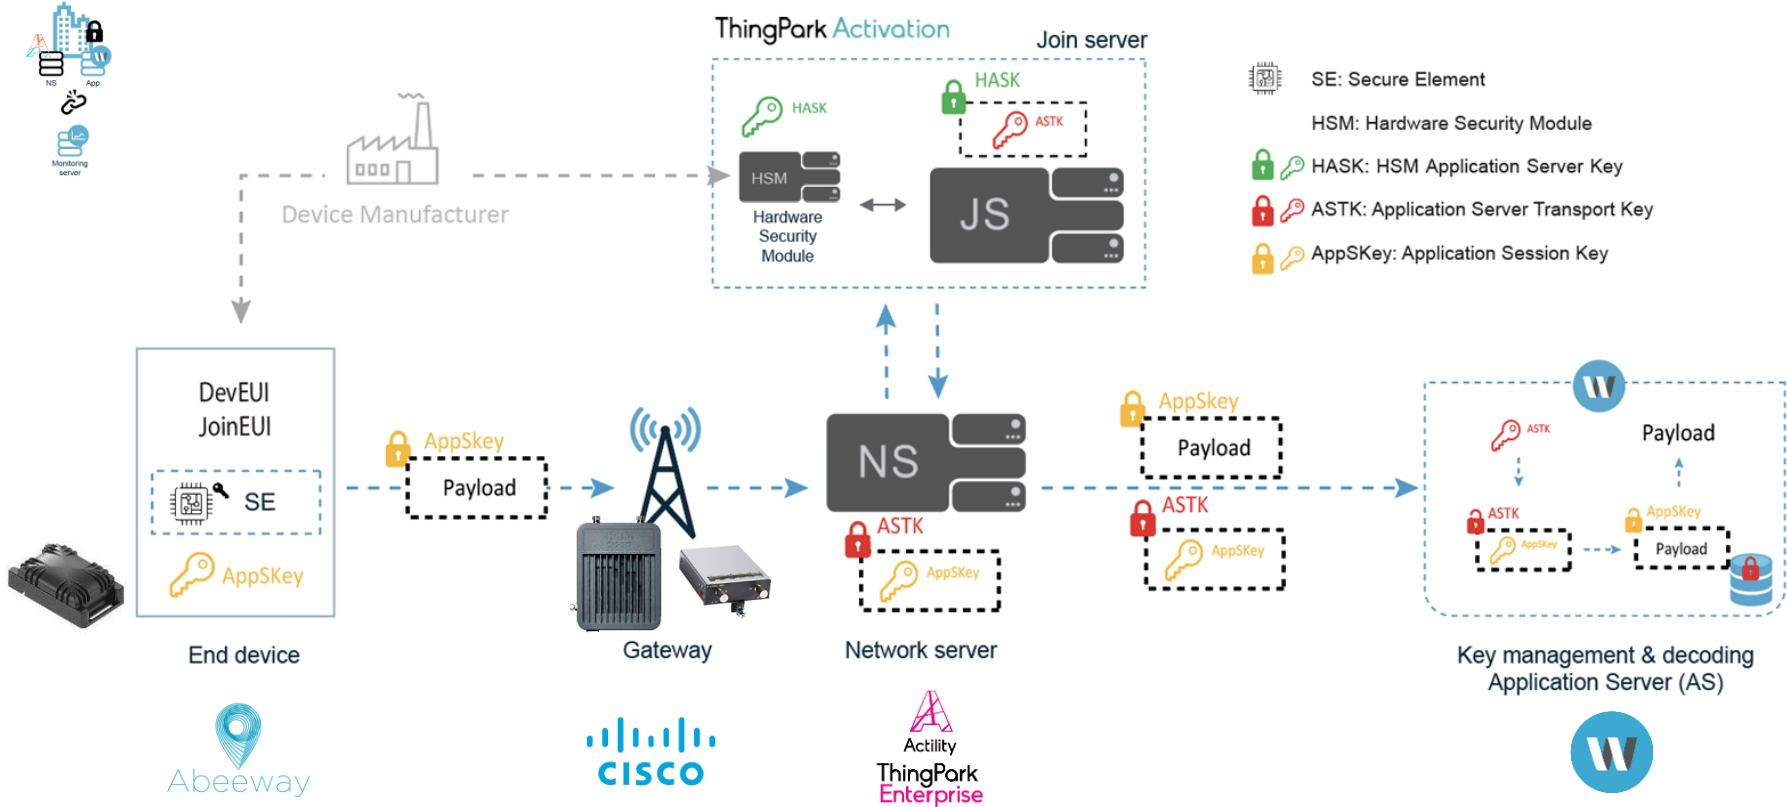 NS
App
Monitoring
server
ThingPark Activation
Join server
HASK
HASK
ASTK
HSM
JS
Hardware
Security
Module
SE: Secure Element
HSM: Hardware Security Module
HASK: HSM Application Server Key
ASTK: Application Server Transport Key
AppSKey: Application Session Key
Device Manufacturer
DevEUI
JoinEUI
SE
AppSKey
End device
AppSkey
Payload
Gateway
NS
ASTK
AppSKey
Network server
AppSkey
Payload
ASTK
AppSKey
W
ASTK
Payload
ASTK
AppSKey
AppSKey
Payload
Key management & decoding
Application Server (AS)
Abeeway
CISCO
Actility
ThingPark
Enterprise
W